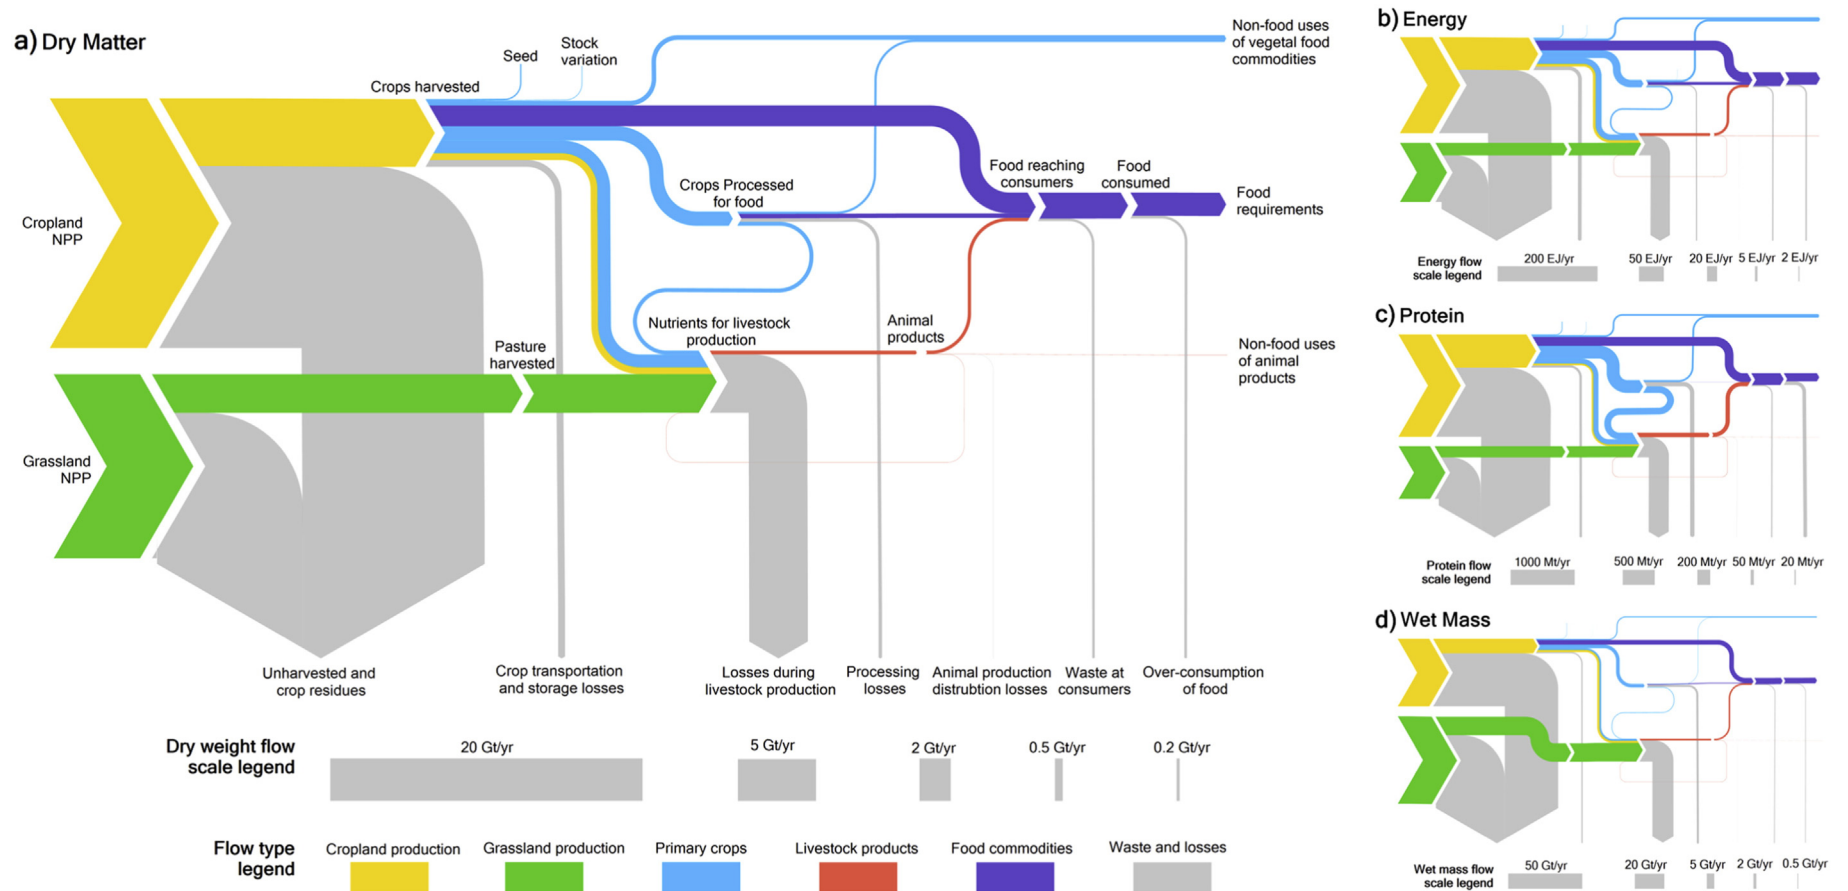 a) Dry Matter
Seed
Stock
variation
Crops harvested
Non-food uses
of vegetal food
commodities
Cropland
NPP
Crops Processed
for food
Food reaching
consumers
Food
consumed
Food
requirements
Pasture
harvested
Nutrients for livestock
production
Animal
products
Non-food uses
of animal
products
Grassland
NPP
Unharvested and
crop residues
Crop transportation
and storage losses
Losses during
livestock production
Processing
losses
Animal production
distrubtion losses
Waste at
consumers
Over-consumption
of food
Dry weight flow
scale legend
20 Gt/yr
5 Gt/yr
2 Gt/yr
0.5 Gt/yr
0.2 Gt/yr
Flow type
legend
Cropland production
Grassland production
Primary crops
Livestock products
Food commodities
Waste and losses
b) Energy
Energy flow
scale legend
200 EJ/yr
50 EJ/yr
20 EJ/yr
5 EJ/yr
2 EJ/yr
c) Protein
Protein flow
scale legend
1000 Mt/yr
500 Mt/yr
200 Mt/yr
50 Mt/yr
20 Mt/yr
d) Wet Mass
Wet mass flow
scale legend
50 Gt/yr
20 Gt/yr
5 Gt/yr
2 Gt/yr
0.5 Gt/yr